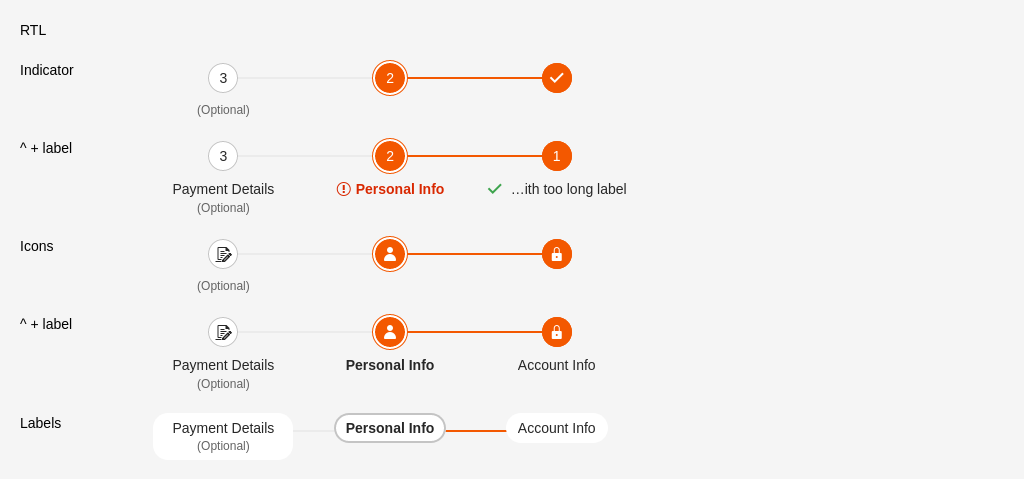 RTL
Indicator
3 2
(Optional)
^ + label
3 2 1
Payment Details Personal Info ...ith too long label
(Optional)
Icons
(Optional)
^ + label
Payment Details Personal Info Account Info
(Optional)
Labels
Payment Details Personal Info Account Info
(Optional)